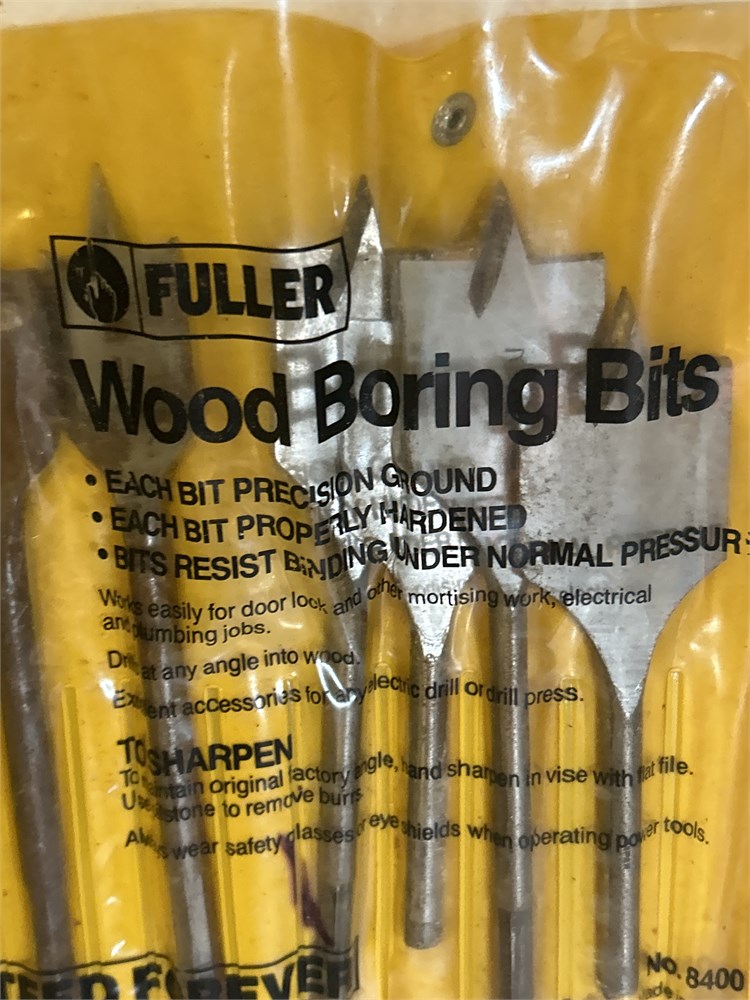 FULLER
Wood Boring Bits
• EACH BIT PRECISION GROUND
• EACH BIT PROPERLY HARDENED
• BITS RESIST BINDING UNDER NORMAL PRESSUR
Works easily for door lock and other mortising work, electrical
and plumbing jobs.
Drill at any angle into wood.
Excellent accessories for any electric drill or drill press.
TO SHARPEN
To maintain original factory angle, hand sharpen in vise with flat file.
Use stone to remove burrs.
Always wear safety glasses or eye shields when operating power tools.
TEED FOREVER
No. 8400